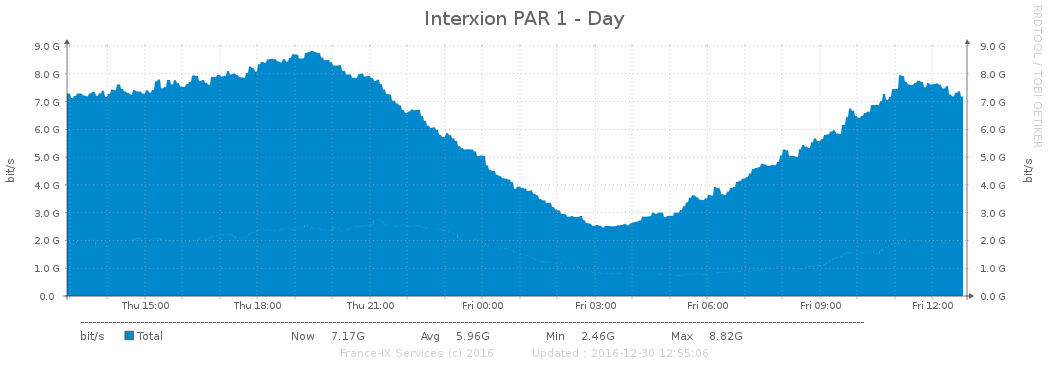 Interxion PAR 1 - Day
RRDTOOL / TOBI OETIKER
9.0 G 9.0 G
8.0 G 8.0 G
7.0 G 7.0 G
6.0 G 6.0 G
5.0 G 5.0 G
4.0 G 4.0 G
3.0 G 3.0 G
2.0 G 2.0 G
1.0 G 1.0 G
0.0 0.0 G
bit/s bit/s
Thu 15:00 Thu 18:00 Thu 21:00 Fri 00:00 Fri 03:00 Fri 06:00 Fri 09:00 Fri 12:00
bit/s Total Now 7.17G Avg 5.96G Min 2.46G Max 8.82G
France-IX Services (c) 2016 Updated : 2016-12-30 12:55:06